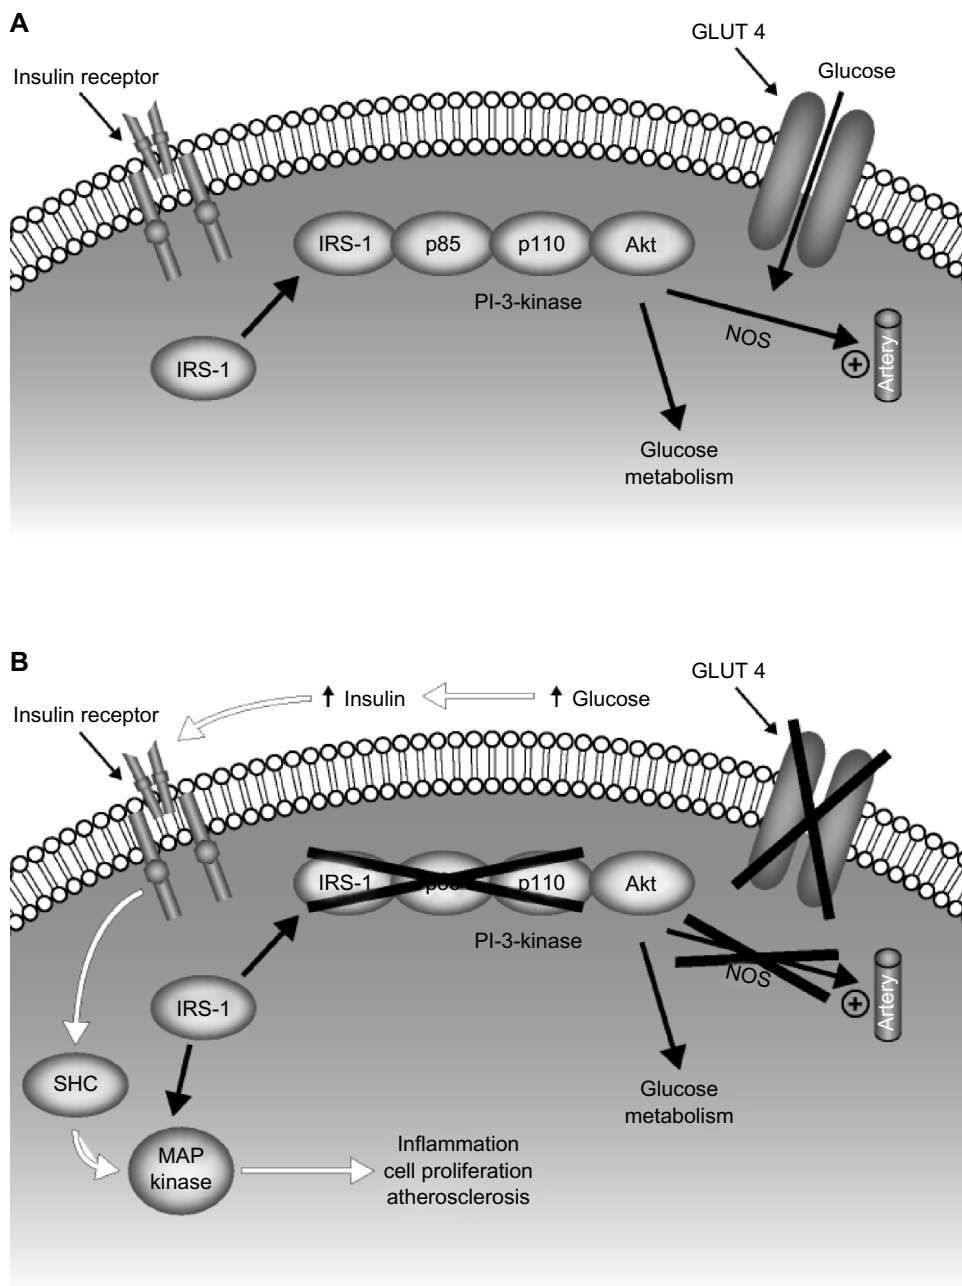 A
GLUT 4
Insulin receptor
Glucose
IRS-1
p85
p110
Akt
PI-3-kinase
NOS
IRS-1
+
Artery
Glucose
metabolism
B
GLUT 4
Insulin
Glucose
Insulin receptor
IRS-1
p110
Akt
PI-3-kinase
NOS
IRS-1
+
Artery
SHC
Glucose
metabolism
MAP
kinase
Inflammation
cell proliferation
atherosclerosis